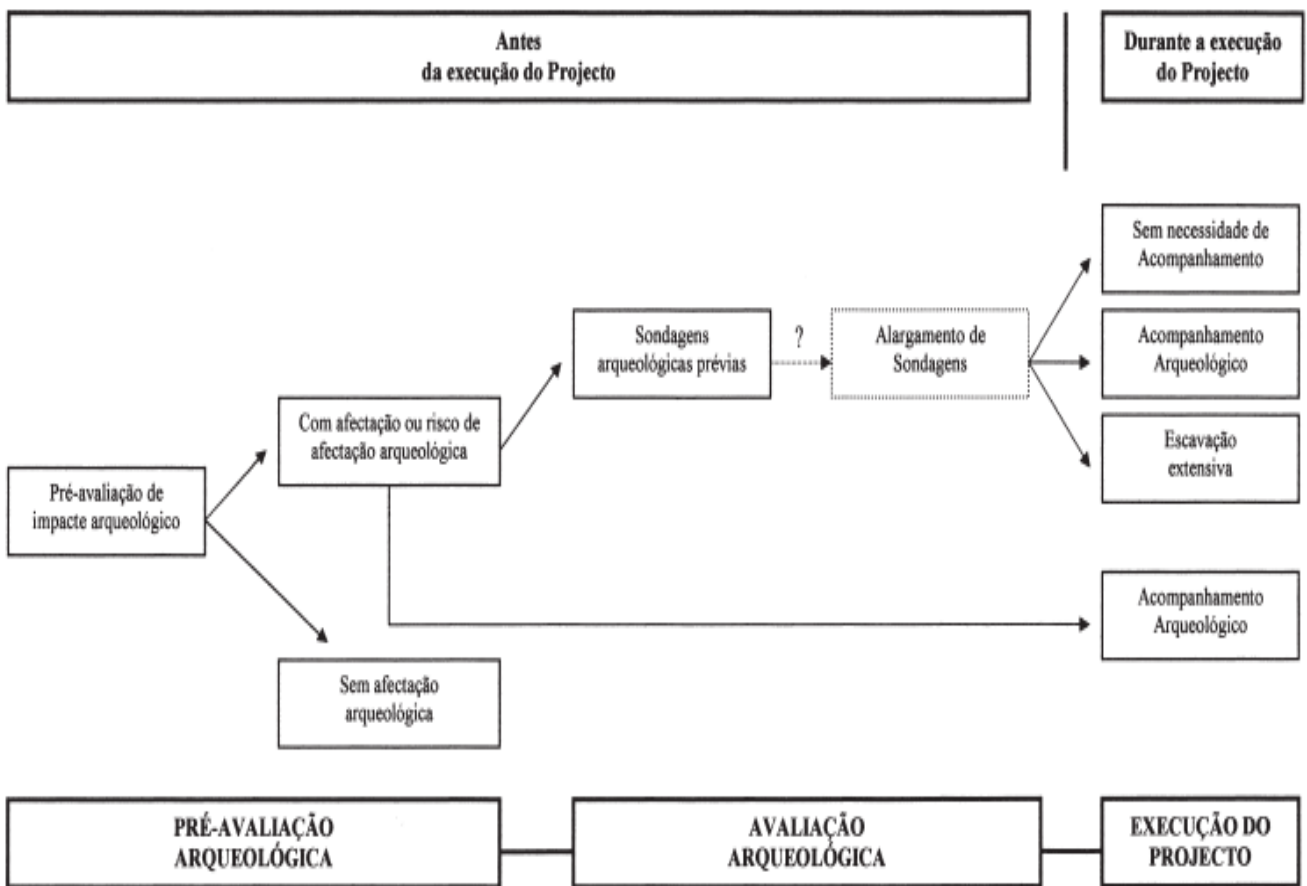 Antes
da execução do Projecto
Durante a execução
do Projecto
Sem necessidade de
Acompanhamento
Sondagens
arqueológicas prévias
?
Alargamento de
Sondagens
Acompanhamento
Arqueológico
Com afectação ou risco de
afectação arqueológica
Escavação
extensiva
Pré-avaliação de
impacte arqueológico
Acompanhamento
Arqueológico
Sem afectação
arqueológica
PRÉ-AVALIAÇÃO
ARQUEOLÓGICA
AVALIAÇÃO
ARQUEOLÓGICA
EXECUÇÃO DO
PROJECTO